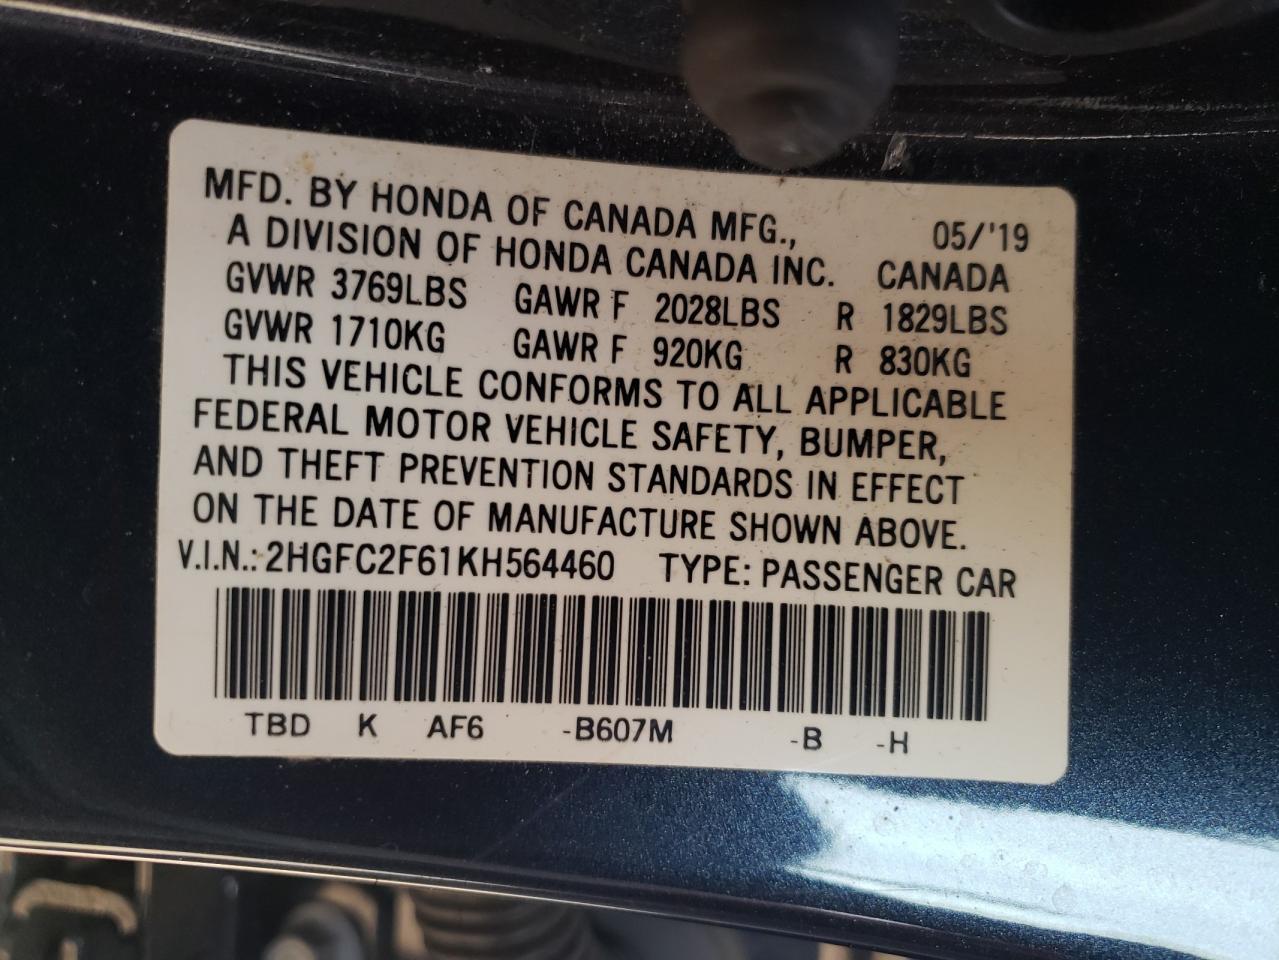 MFD. BY HONDA OF CANADA MFG., 05/'19
A DIVISION OF HONDA CANADA INC. CANADA
GVWR 3769LBS GAWR F 2028LBS R 1829LBS
GVWR 1710KG GAWR F 920KG R 830KG
THIS VEHICLE CONFORMS TO ALL APPLICABLE
FEDERAL MOTOR VEHICLE SAFETY, BUMPER,
AND THEFT PREVENTION STANDARDS IN EFFECT
ON THE DATE OF MANUFACTURE SHOWN ABOVE.
V.I.N.: 2HGFC2F61KH564460 TYPE: PASSENGER CAR
TBD K AF6 -B607M -B -H